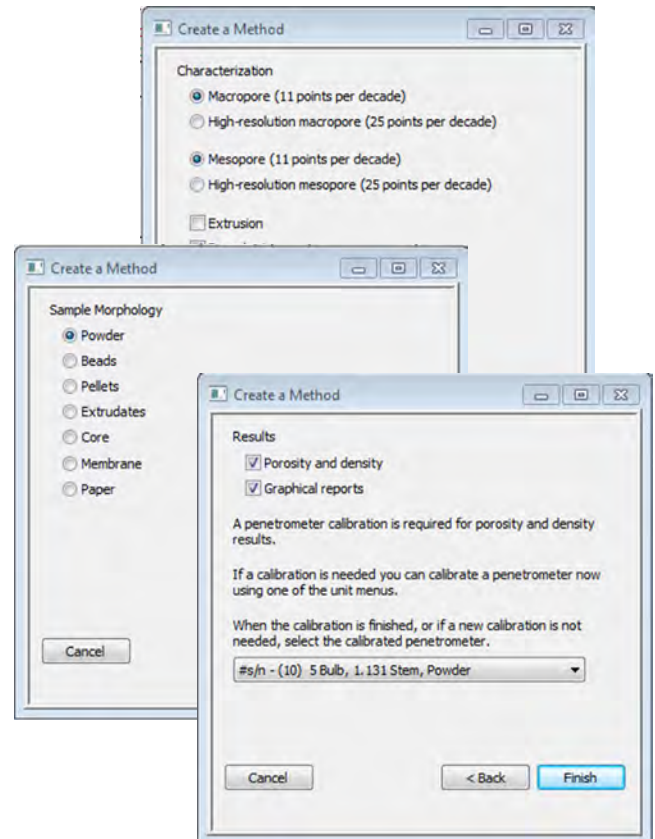 Create a Method
Characterization
Macropore (11 points per decade)
High-resolution macropore (25 points per decade)
Mesopore (11 points per decade)
High-resolution mesopore (25 points per decade)
Extrusion
Create a Method
Sample Morphology
Powder
Beads
Pellets
Extrudates
Core
Membrane
Paper
Cancel
Create a Method
Results
Porosity and density
Graphical reports
A penetrometer calibration is required for porosity and density
results.
If a calibration is needed you can calibrate a penetrometer now
using one of the unit menus.
When the calibration is finished, or if a new calibration is not
needed, select the calibrated penetrometer.
#s/n - (10) 5 Bulb, 1.131 Stem, Powder
Cancel
< Back
Finish